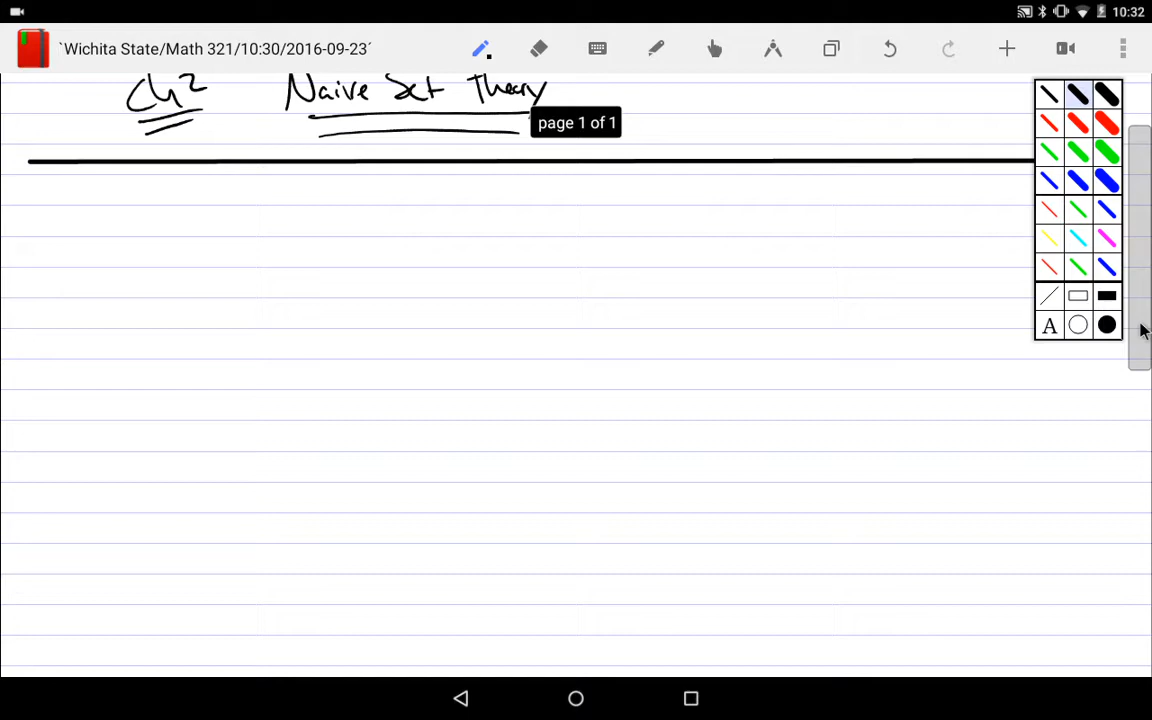 10:32
`Wichita State/Math 321/10:30/2016-09-23´
Ch 2 Naive Set Theory
page 1 of 1
A